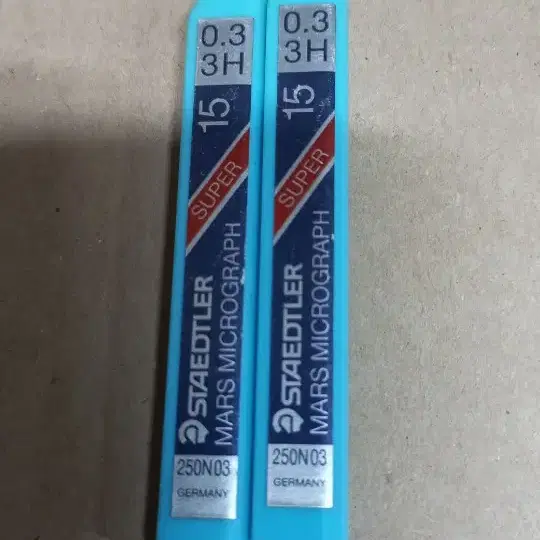 0.3
3H
15
SUPER
STAEDTLER
MARS MICROGRAPH
250N03
GERMANY
0.3
3H
15
SUPER
STAEDTLER
MARS MICROGRAPH
250N03
GERMANY